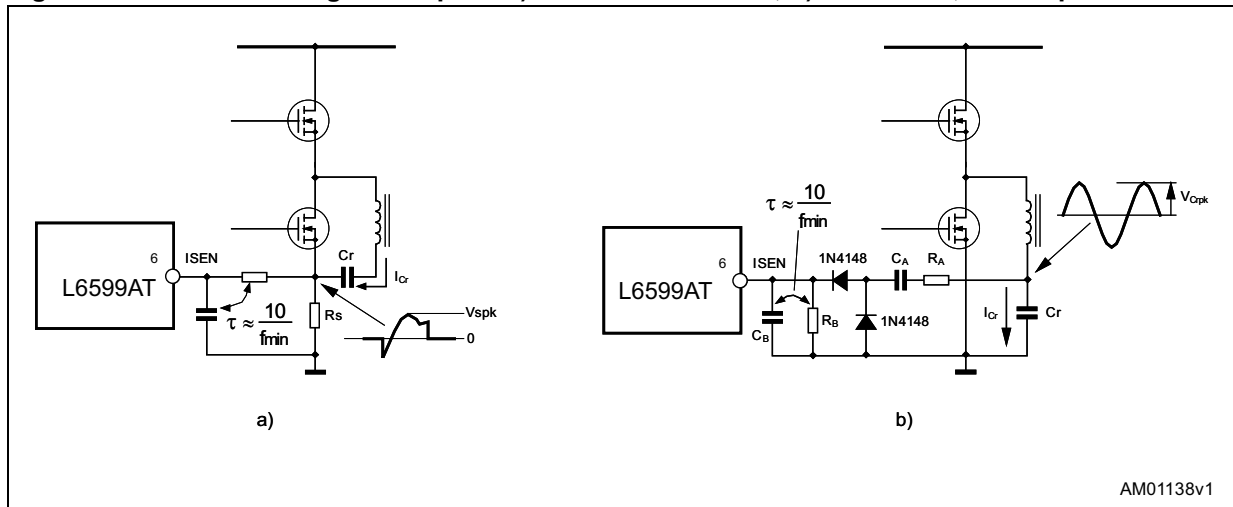 Cr
ISEN
6
L6599AT
ICr
τ ≈ 10
fmin
Rs
Vspk
0
a)
VCrpk
τ ≈ 10
fmin
1N4148
CA
RA
ISEN
6
L6599AT
1N4148
RB
CB
ICr
Cr
b)
AM01138v1